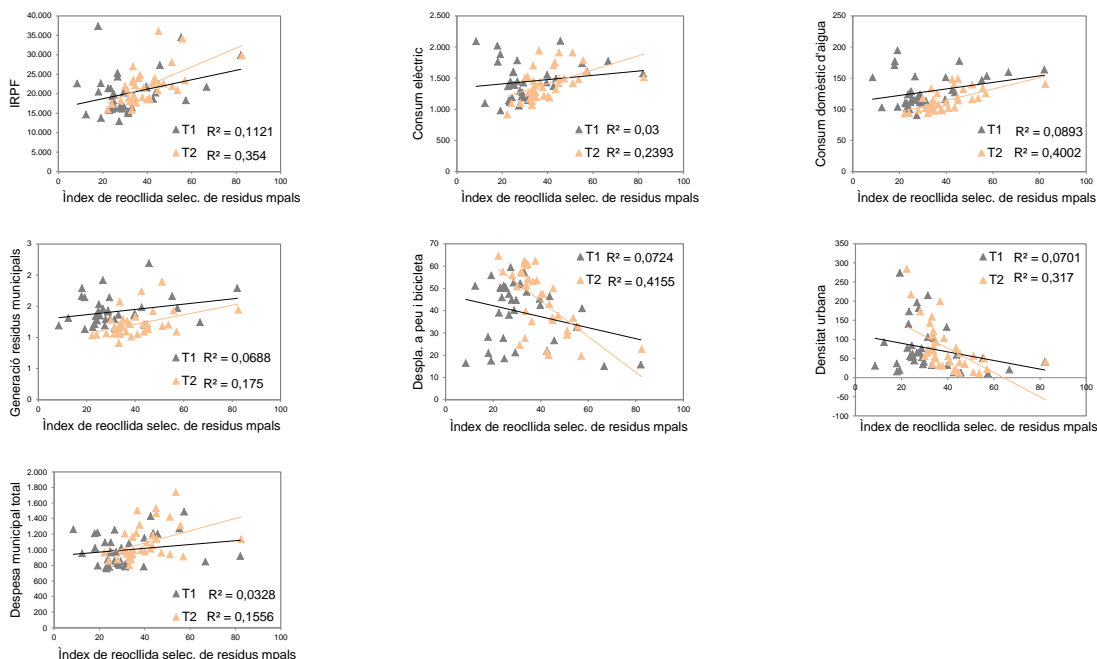 IRPF
40.000
35.000
30.000
25.000
20.000
15.000
10.000
5.000
0
0 20 40 60 80 100
T1 R² = 0,1121
T2 R² = 0,354
Ìndex de reocllida selec. de residus mpals
Consum elèctric
2.500
2.000
1.500
1.000
500
0
0 20 40 60 80 100
T1 R² = 0,03
T2 R² = 0,2393
Ìndex de reocllida selec. de residus mpals
Consum domèstic d'aigua
250
200
150
100
50
0
0 20 40 60 80 100
T1 R² = 0,0893
T2 R² = 0,4002
Ìndex de reocllida selec. de residus mpals
Generació residus municipals
3
2
2
1
1
0
0 20 40 60 80 100
T1 R² = 0,0688
T2 R² = 0,175
Ìndex de reocllida selec. de residus mpals
Despla. a peu i bicicleta
70
60
50
40
30
20
10
0
0 20 40 60 80 100
T1 R² = 0,0724
T2 R² = 0,4155
Ìndex de reocllida selec. de residus mpals
Densitat urbana
350
300
250
200
150
100
50
0
-50
-100
0 20 40 60 80 100
T1 R² = 0,0701
T2 R² = 0,317
Ìndex de reocllida selec. de residus mpals
Despesa municipal total
2.000
1.800
1.600
1.400
1.200
1.000
800
600
400
200
0
0 20 40 60 80 100
T1 R² = 0,0328
T2 R² = 0,1556
Ìndex de reocllida selec. de residus mpals